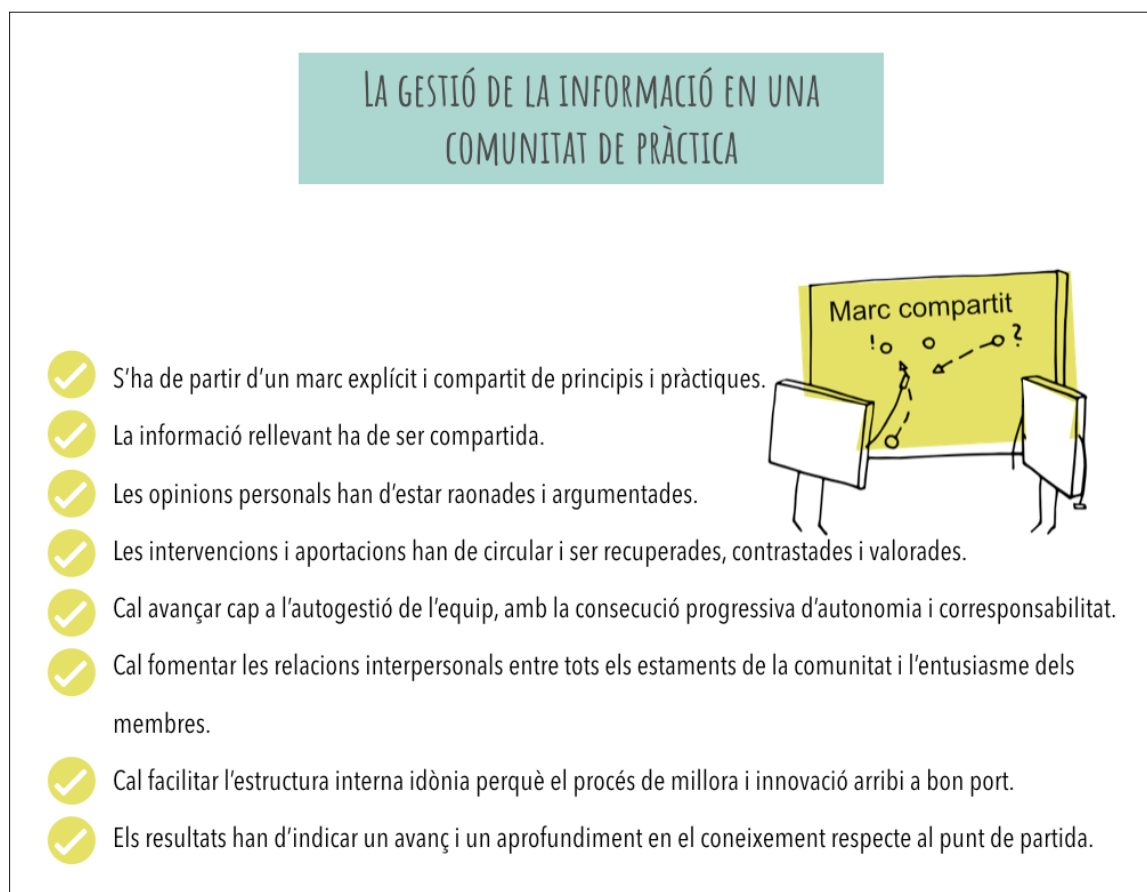 La gestió de la informació en una
comunitat de pràctica
Marc compartit
! ?
S'ha de partir d'un marc explícit i compartit de principis i pràctiques.
La informació rellevant ha de ser compartida.
Les opinions personals han d'estar raonades i argumentades.
Les intervencions i aportacions han de circular i ser recuperades, contrastades i valorades.
Cal avançar cap a l'autogestió de l'equip, amb la consecució progressiva d'autonomia i corresponsabilitat.
Cal fomentar les relacions interpersonals entre tots els estaments de la comunitat i l'entusiasme dels
membres.
Cal facilitar l'estructura interna idònia perquè el procés de millora i innovació arribi a bon port.
Els resultats han d'indicar un avanç i un aprofundiment en el coneixement respecte al punt de partida.